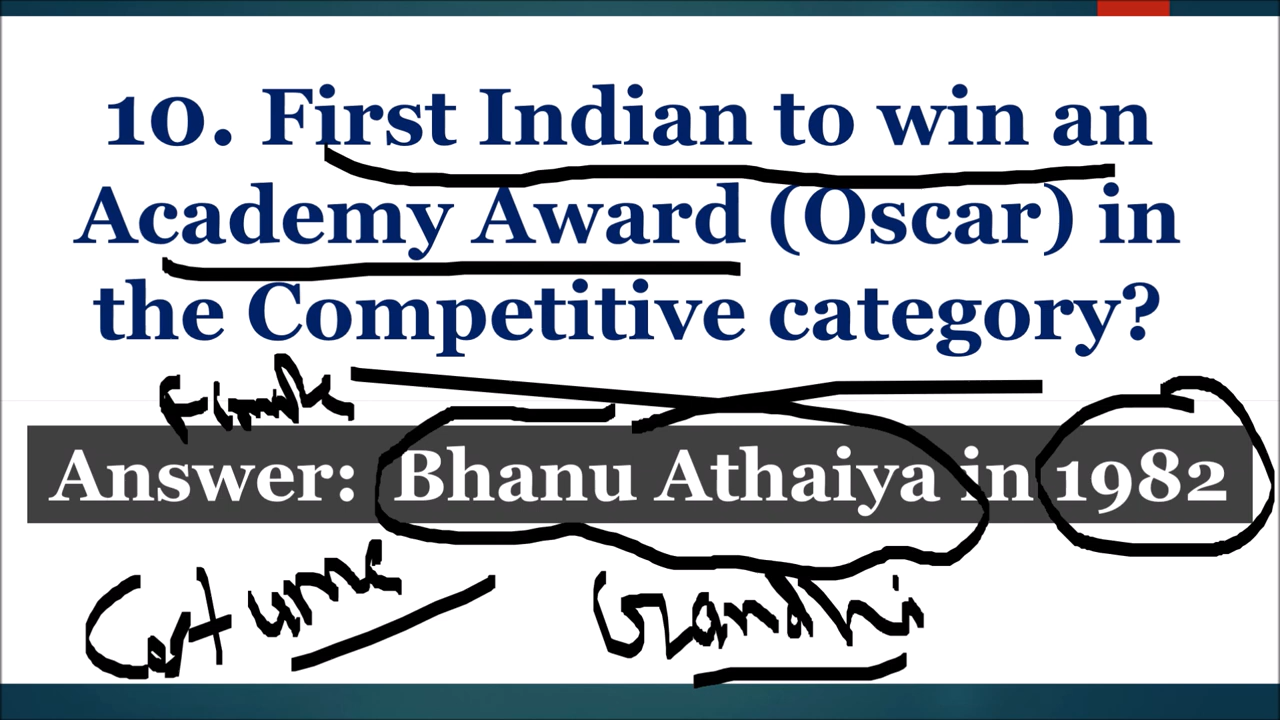 10. First Indian to win an
Academy Award (Oscar) in
the Competitive category?
Female
Answer: Bhanu Athaiya in 1982
Costume
Gandhi